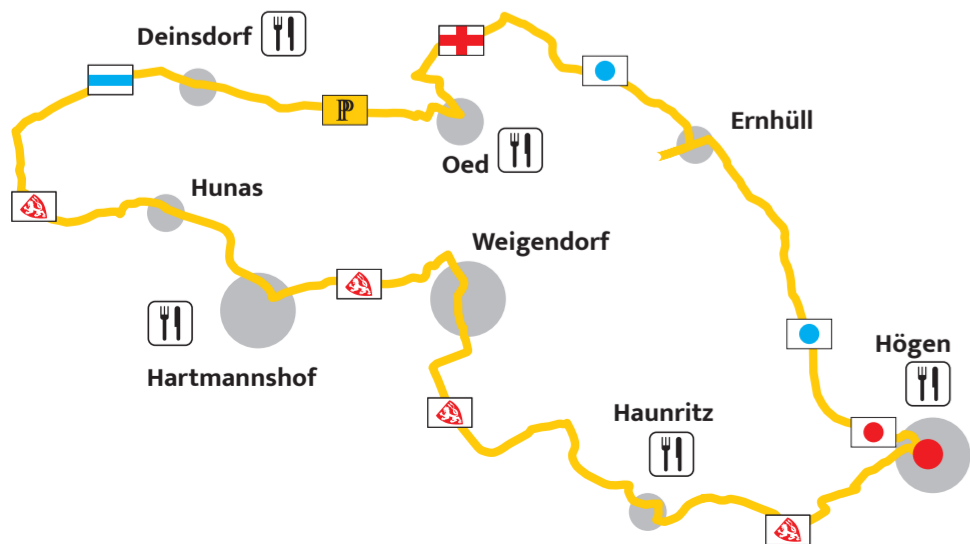 Deinsdorf
P
Ernhüll
Oed
Hunas
Weigendorf
Högen
Hartmannshof
Haunritz